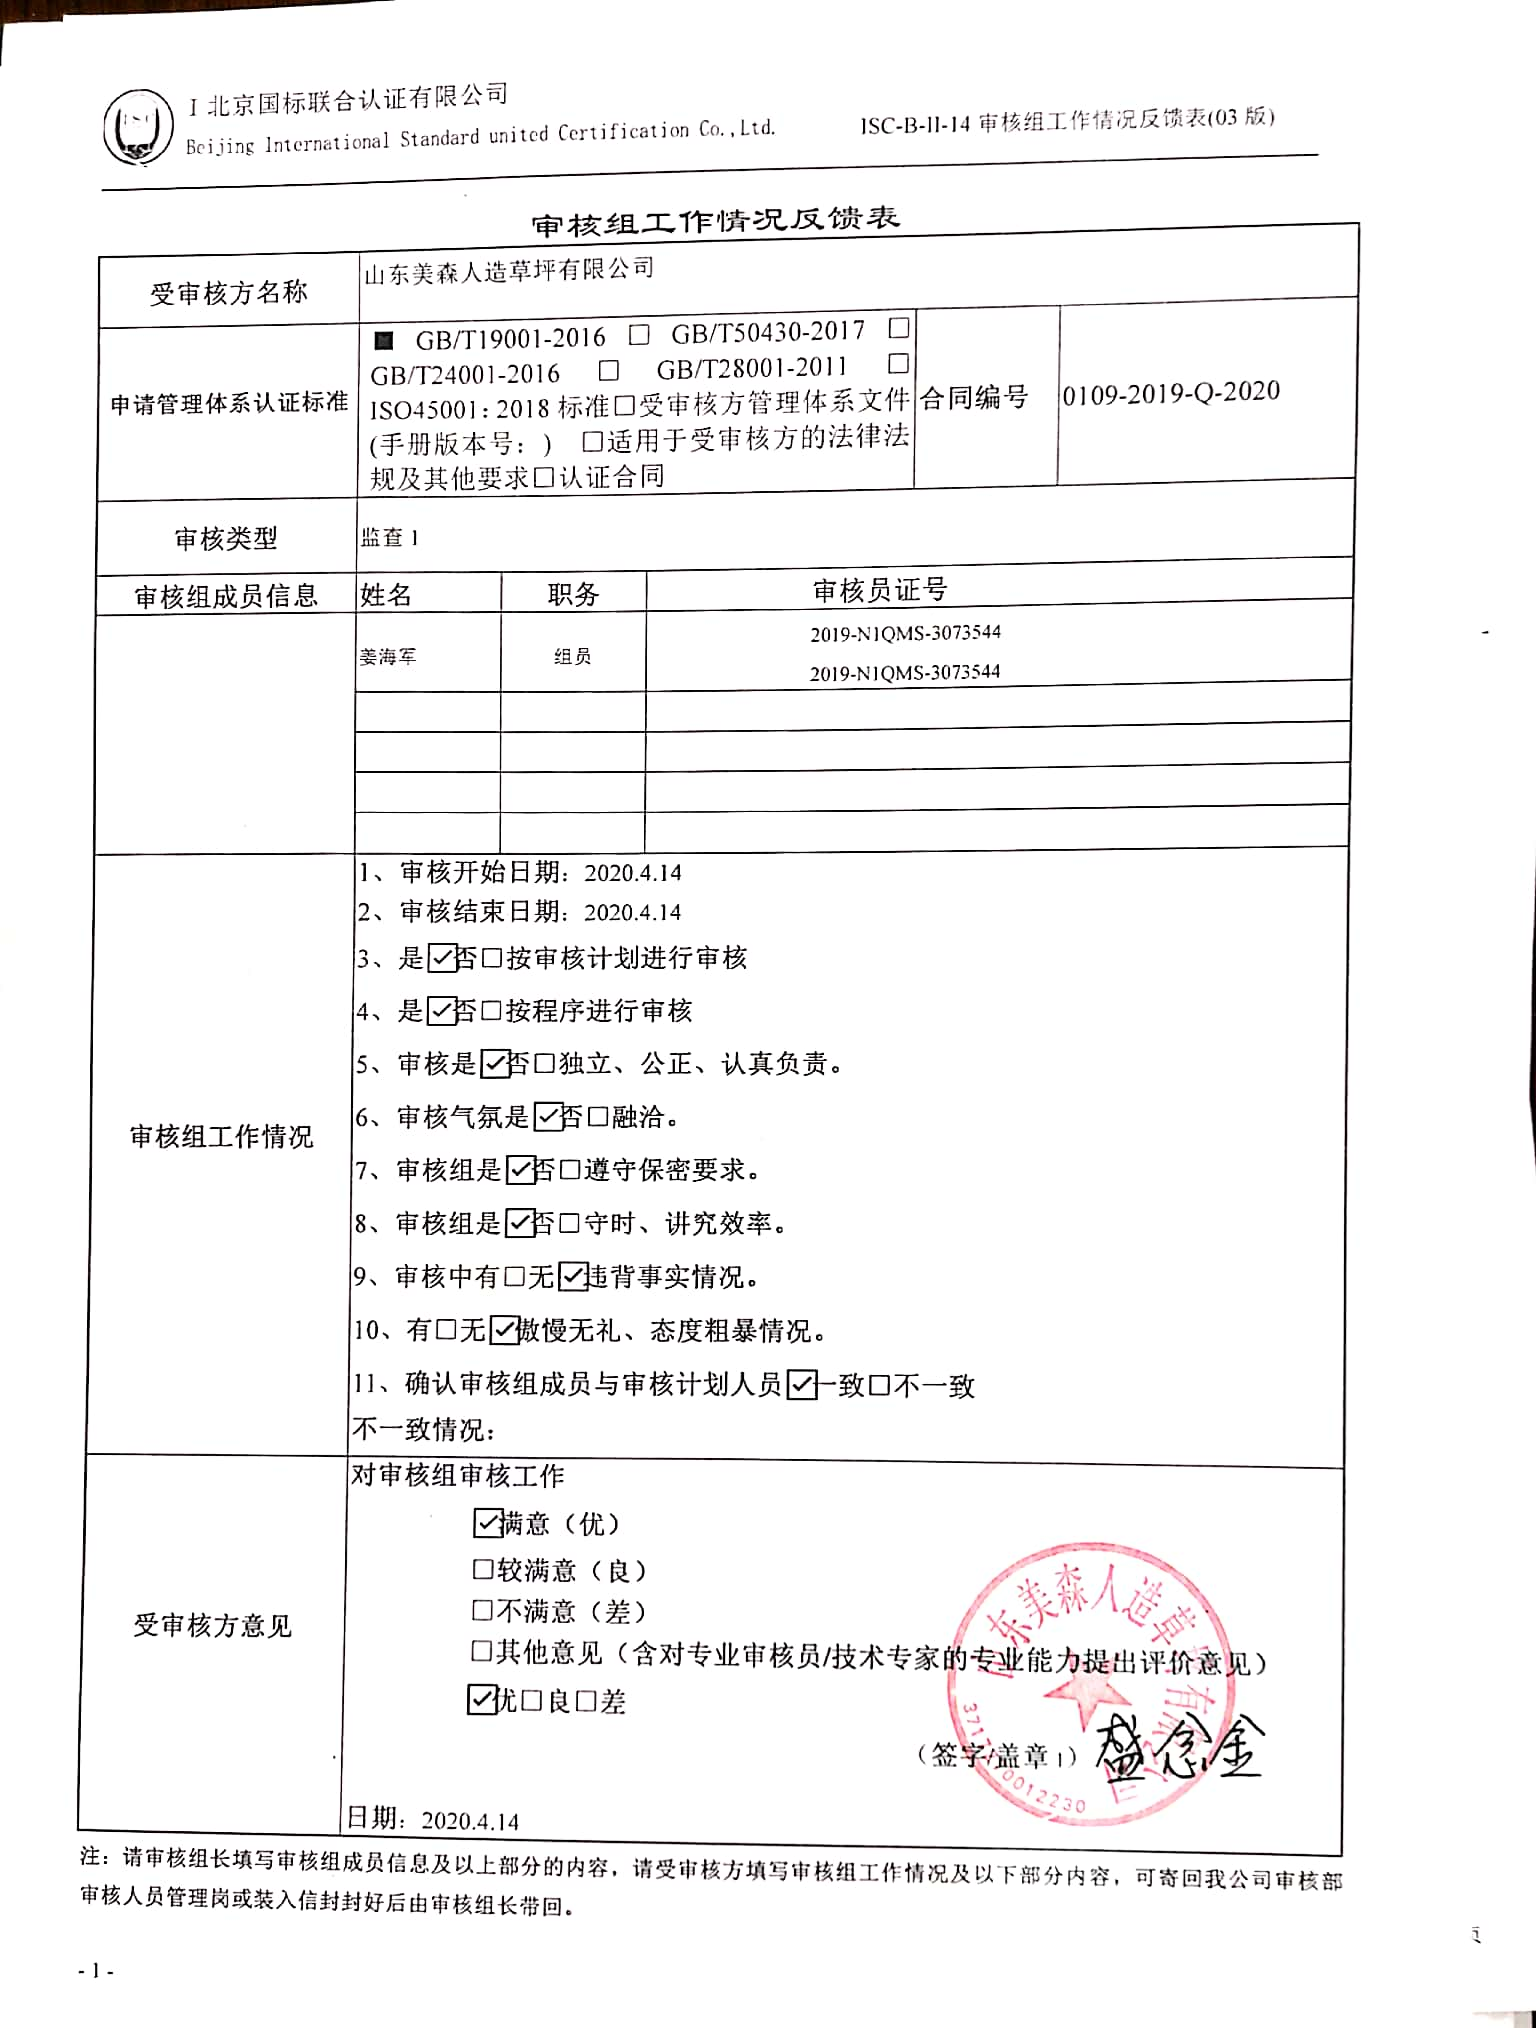 I 北京国标联合认证有限公司
Beijing International Standard united Certification Co.,Ltd.
ISC-B-II-14 审核组工作情况反馈表(03 版)
审核组工作情况反馈表
受审核方名称
山东美森人造草坪有限公司
申请管理体系认证标准
■ GB/T19001-2016 □ GB/T50430-2017 □
GB/T24001-2016 □ GB/T28001-2011 □
ISO45001：2018 标准□受审核方管理体系文件
(手册版本号：) □适用于受审核方的法律法
规及其他要求□认证合同
合同编号
0109-2019-Q-2020
审核类型
监查 1
审核组成员信息
姓名
职务
审核员证号
姜海军
组员
2019-N1QMS-3073544
2019-N1QMS-3073544
审核组工作情况
1、审核开始日期：2020.4.14
2、审核结束日期：2020.4.14
3、是☑否□按审核计划进行审核
4、是☑否□按程序进行审核
5、审核是☑否□独立、公正、认真负责。
6、审核气氛是☑否□融洽。
7、审核组是☑否□遵守保密要求。
8、审核组是☑否□守时、讲究效率。
9、审核中有□无☑违背事实情况。
10、有□无☑傲慢无礼、态度粗暴情况。
11、确认审核组成员与审核计划人员☑一致□不一致
不一致情况：
受审核方意见
对审核组审核工作
☑满意（优）
□较满意（良）
□不满意（差）
□其他意见（含对专业审核员/技术专家的专业能力提出评价意见）
☑优□良□差
（签字/盖章）
盛念金
山东美森人造草坪有限公司
日期：2020.4.14
注：请审核组长填写审核组成员信息及以上部分的内容，请受审核方填写审核组工作情况及以下部分内容，可寄回我公司审核部
审核人员管理岗或装入信封封好后由审核组长带回。
- 1 -